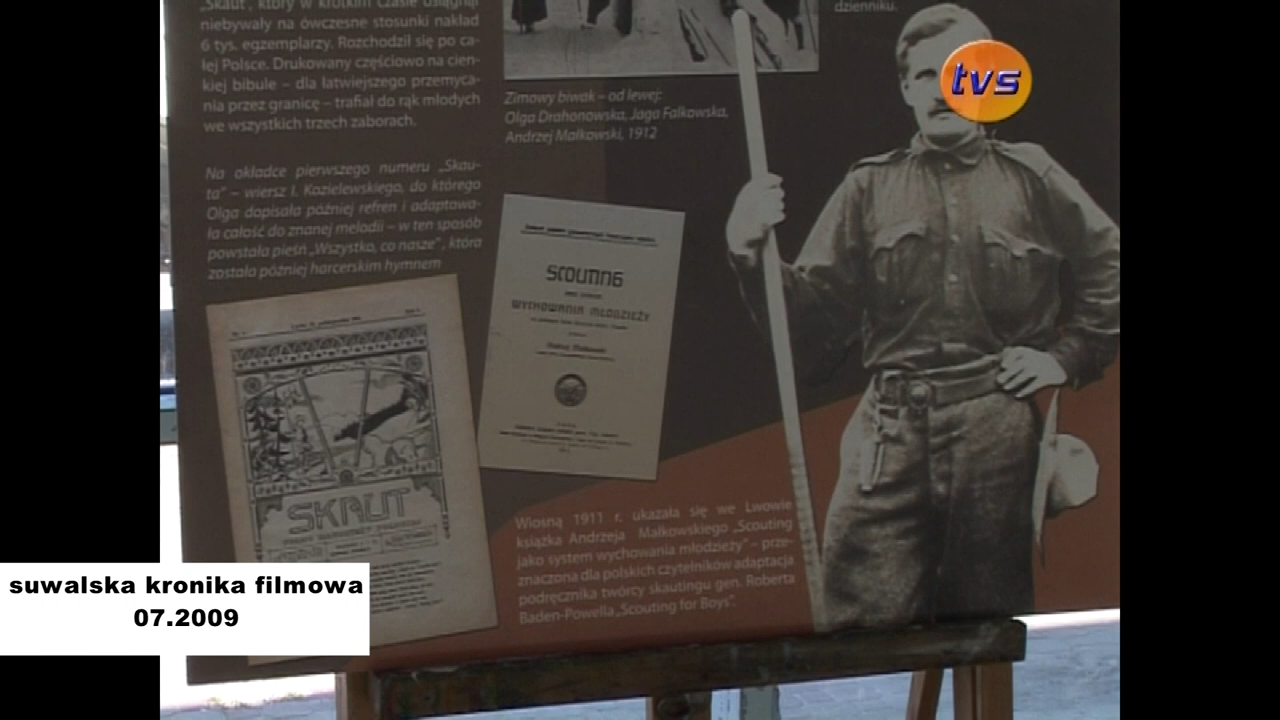 „Skaut", który w krótkim czasie osiągnął
niebywały na ówczesne stosunki nakład
6 tys. egzemplarzy. Rozchodził się po ca-
łej Polsce. Drukowany częściowo na cien-
kiej bibule – dla łatwiejszego przemyca-
nia przez granicę – trafiał do rąk młodych
we wszystkich trzech zaborach.
Na okładce pierwszego numeru „Skau-
ta" – wiersz I. Kozielewskiego, do którego
Olga dopisała później refren i adaptowa-
ła całość do znanej melodii – w ten sposób
powstała pieśń „Wszystko, co nasze", która
została później harcerskim hymnem
Zimowy biwak – od lewej:
Olga Drahonowska, Jaga Fałkowska,
Andrzej Małkowski, 1912
dzienniku.
tvs
SCOUTING
WYCHOWANIA MŁODZIEŻY
SKAUT
Wiosną 1911 r. ukazała się we Lwowie
książka Andrzeja Małkowskiego „Scouting
jako system wychowania młodzieży" – prze-
znaczona dla polskich czytelników adaptacja
podręcznika twórcy skautingu gen. Roberta
Baden-Powella „Scouting for Boys".
suwalska kronika filmowa
07.2009